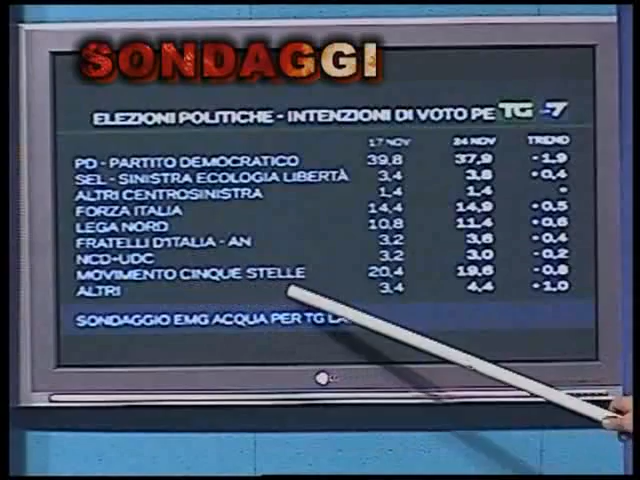 SONDAGGI
ELEZIONI POLITICHE - INTENZIONI DI VOTO PE TG -7
17 NOV 24 NOV TREND
PD - PARTITO DEMOCRATICO 39,8 37,9 -1,9
SEL - SINISTRA ECOLOGIA LIBERTÀ 3,4 3,8 +0,4
ALTRI CENTROSINISTRA 1,4 1,4 =
FORZA ITALIA 14,4 14,9 +0,5
LEGA NORD 10,8 11,4 +0,6
FRATELLI D'ITALIA - AN 3,2 3,6 +0,4
NCD-UDC 3,2 3,0 -0,2
MOVIMENTO CINQUE STELLE 20,4 19,6 -0,8
ALTRI 3,4 4,4 +1,0
SONDAGGIO EMG ACQUA PER TG LA
LG